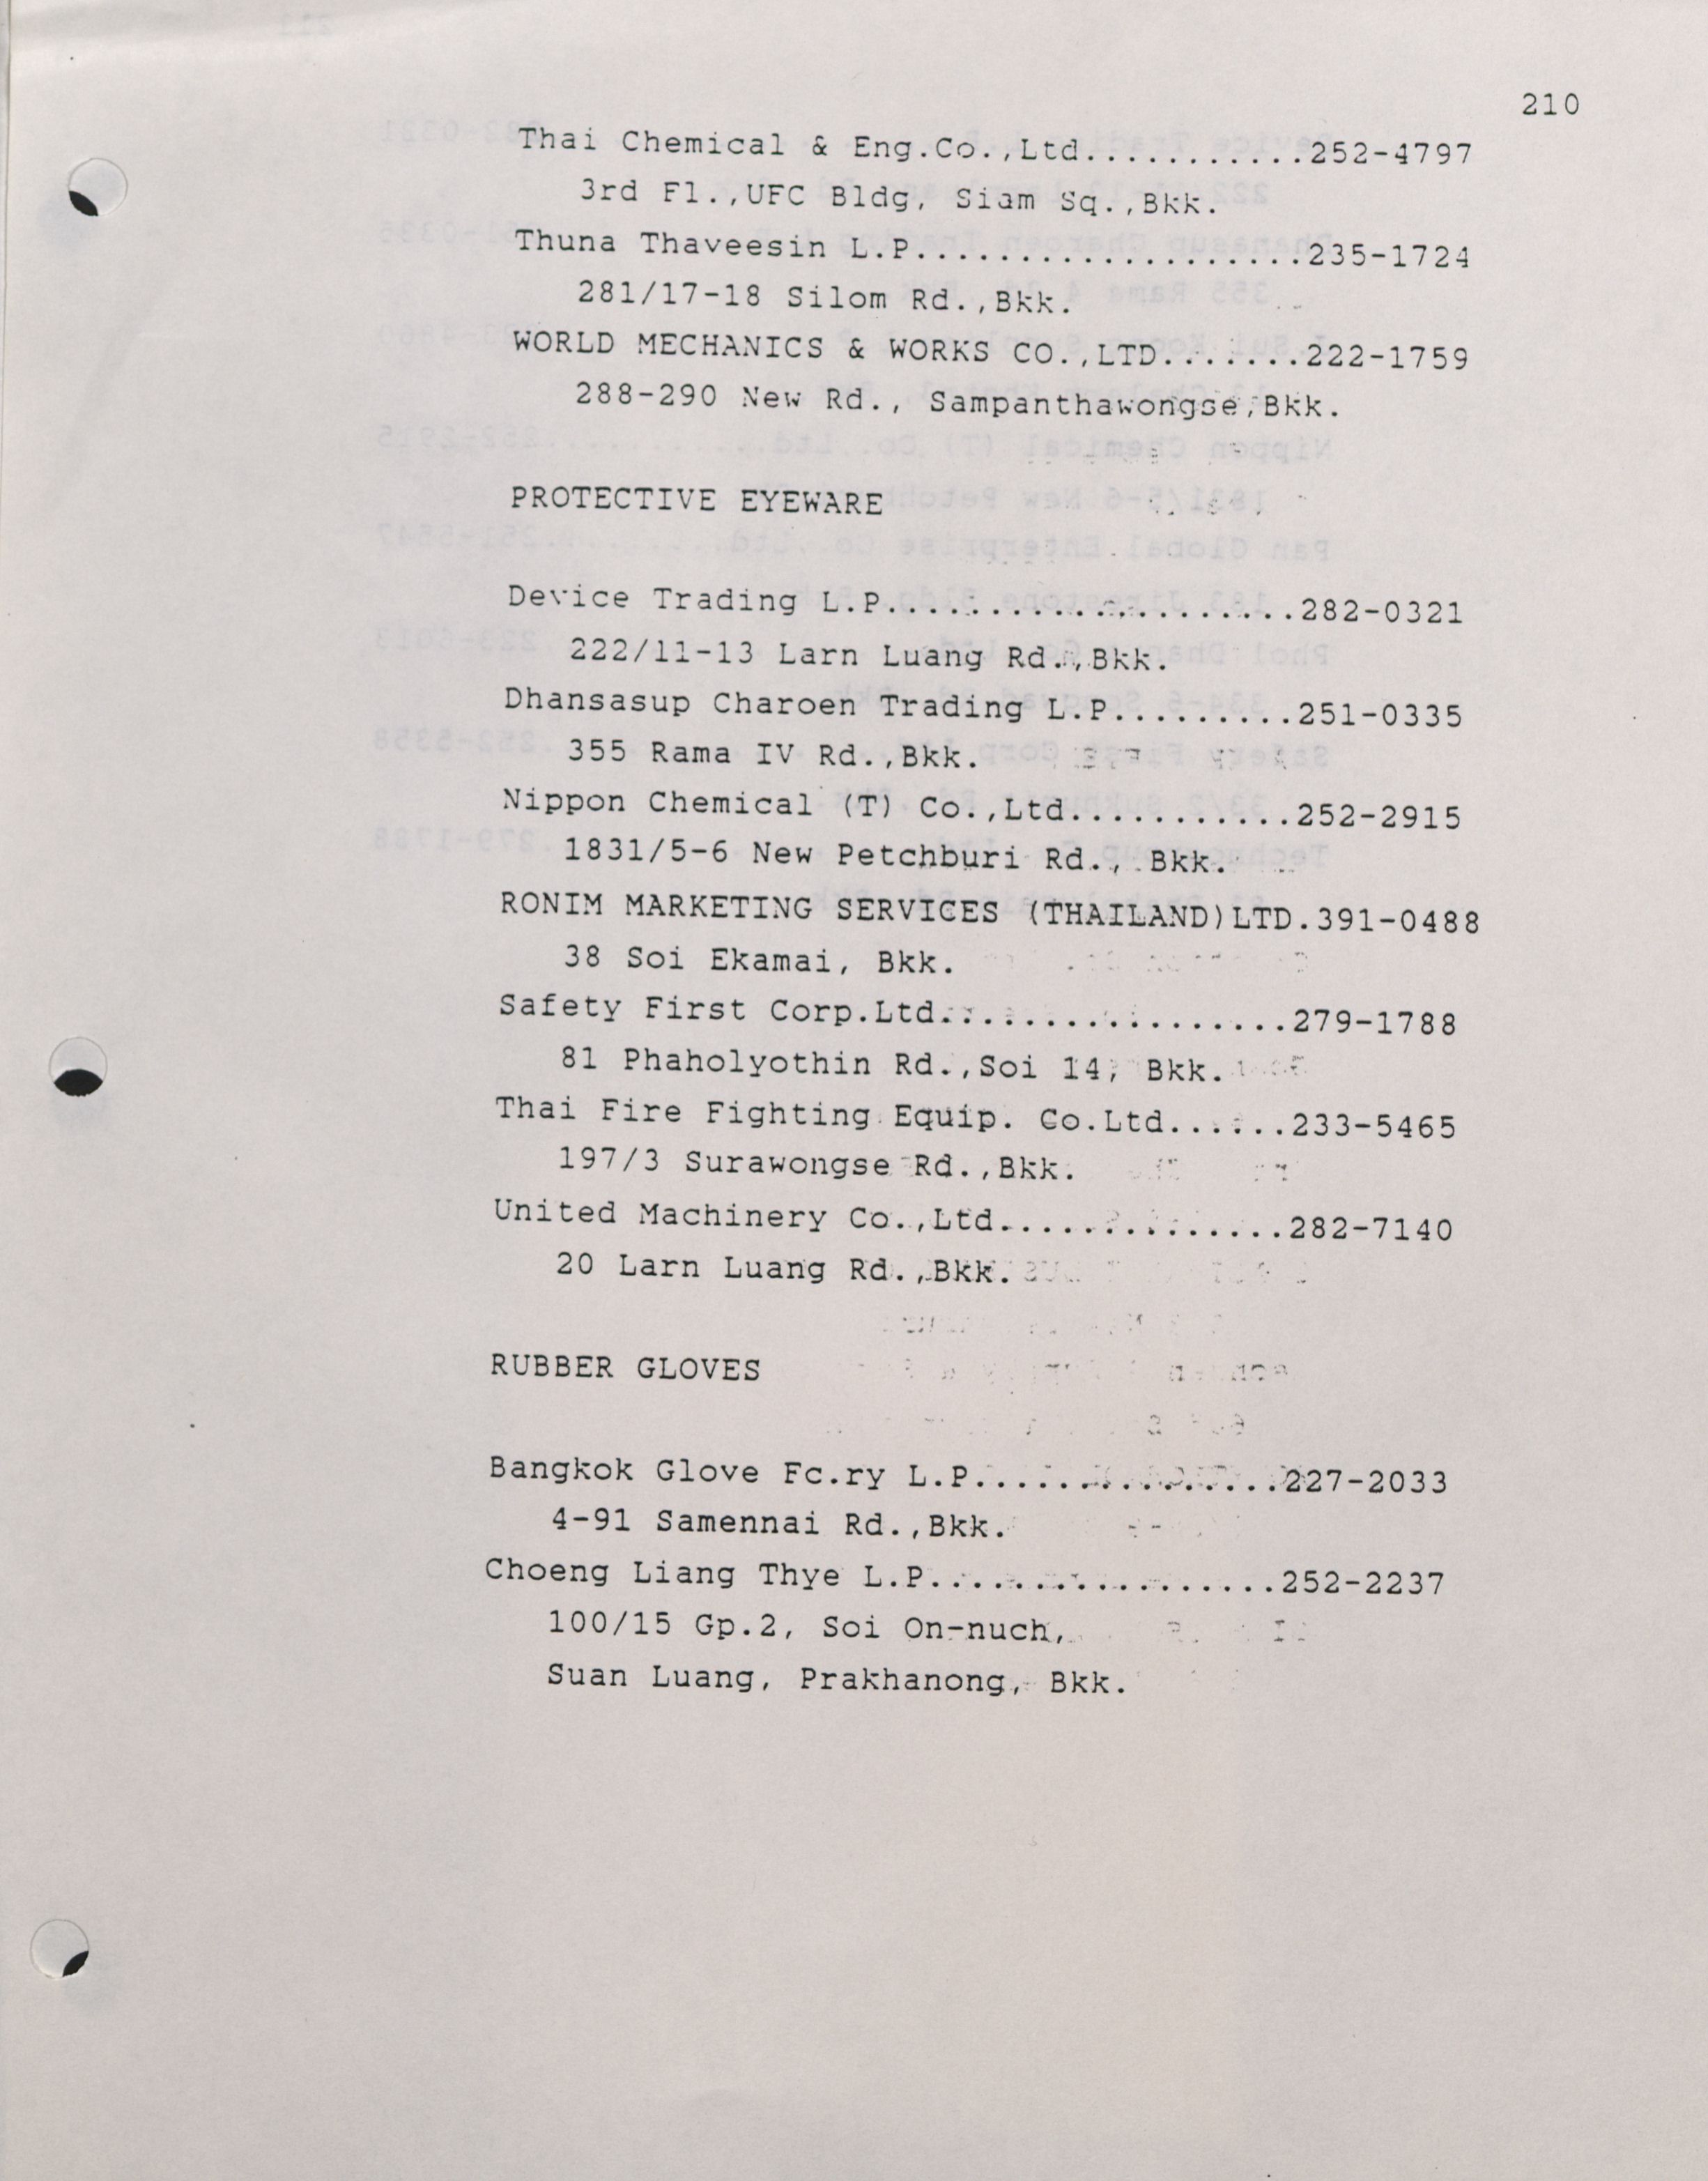 210
Thai Chemical & Eng.Co.,Ltd...........252-4797
3rd Fl.,UFC Bldg, Siam Sq.,Bkk.
Thuna Thaveesin L.P...................235-1724
281/17-18 Silom Rd.,Bkk.
WORLD MECHANICS & WORKS CO.,LTD.......222-1759
288-290 New Rd., Sampanthawongse,Bkk.
PROTECTIVE EYEWARE
Device Trading L.P....................282-0321
222/11-13 Larn Luang Rd.,Bkk.
Dhansasup Charoen Trading L.P.........251-0335
355 Rama IV Rd.,Bkk.
Nippon Chemical (T) Co.,Ltd...........252-2915
1831/5-6 New Petchburi Rd., Bkk.
RONIM MARKETING SERVICES (THAILAND)LTD.391-0488
38 Soi Ekamai, Bkk.
Safety First Corp.Ltd.................279-1788
81 Phaholyothin Rd.,Soi 14, Bkk.
Thai Fire Fighting Equip. Co.Ltd......233-5465
197/3 Surawongse Rd.,Bkk.
United Machinery Co.,Ltd..............282-7140
20 Larn Luang Rd.,Bkk.
RUBBER GLOVES
Bangkok Glove Fc.ry L.P...............227-2033
4-91 Samennai Rd.,Bkk.
Choeng Liang Thye L.P.................252-2237
100/15 Gp.2, Soi On-nuch,
Suan Luang, Prakhanong, Bkk.